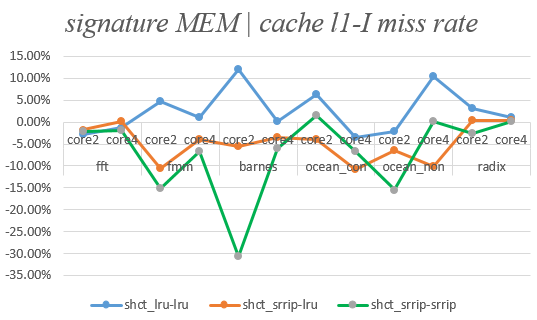 signature MEM | cache l1-I miss rate
15.00%
10.00%
5.00%
0.00%
-5.00%
-10.00%
-15.00%
-20.00%
-25.00%
-30.00%
-35.00%
core2 core4 core2 core4 core2 core4 core2 core4 core2 core4 core2 core4
fft fmm barnes ocean_con ocean_non radix
shct_lru-lru shct_srrip-lru shct_srrip-srrip